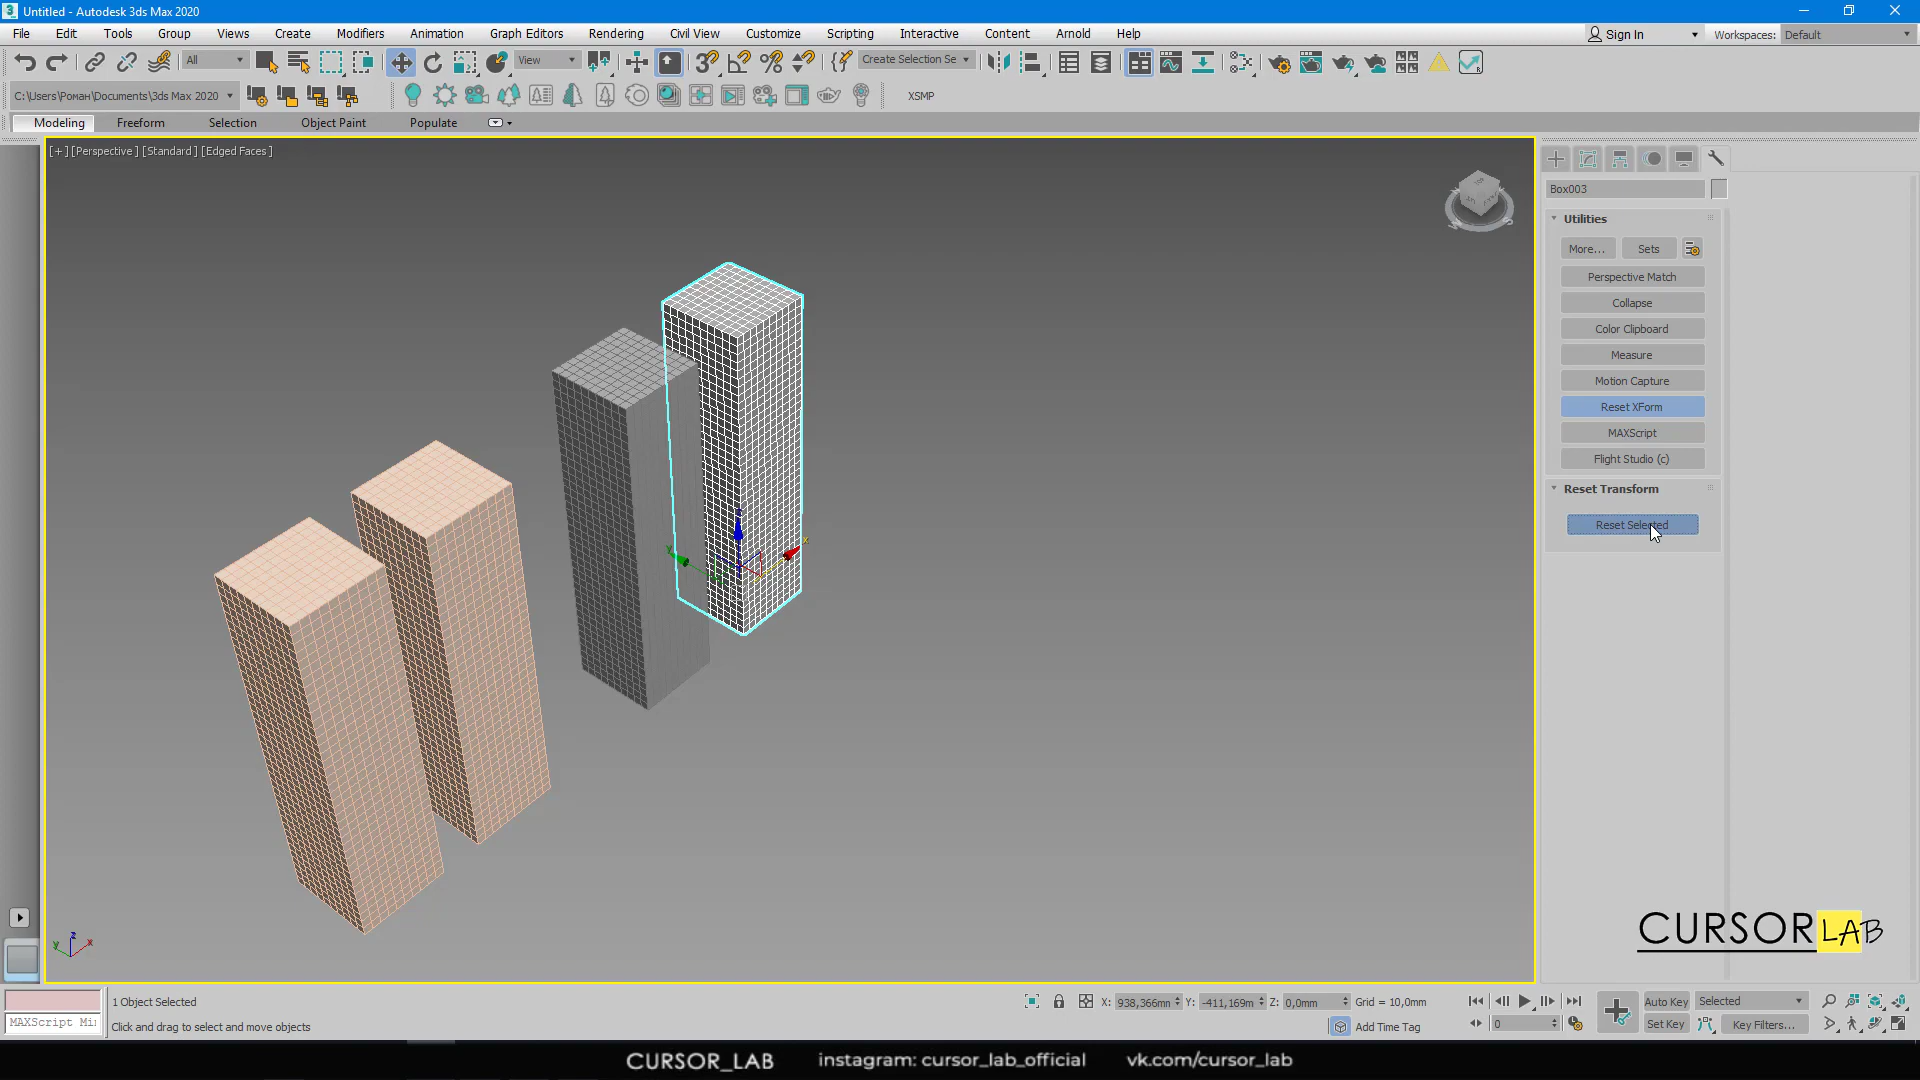 Untitled - Autodesk 3ds Max 2020
File Edit Tools Group Views Create Modifiers Animation Graph Editors Rendering Civil View Customize Scripting Interactive Content Arnold Help Sign In Workspaces: Default
All View Create Selection Se
C:\Users\Роман\Documents\3ds Max 2020 XSMP
Modeling Freeform Selection Object Paint Populate
[+] [Perspective] [Standard] [Edged Faces]
Box003
Utilities
More... Sets
Perspective Match
Collapse
Color Clipboard
Measure
Motion Capture
Reset XForm
MAXScript
Flight Studio (c)
Reset Transform
Reset Selected
y x
z
y x
CURSOR LAB
1 Object Selected X: 938,366mm Y: -411,169m Z: 0,0mm Grid = 10,0mm Auto Key Selected
MAXScript Mi Click and drag to select and move objects Add Time Tag 0 Set Key Key Filters...
CURSOR_LAB instagram: cursor_lab_official vk.com/cursor_lab